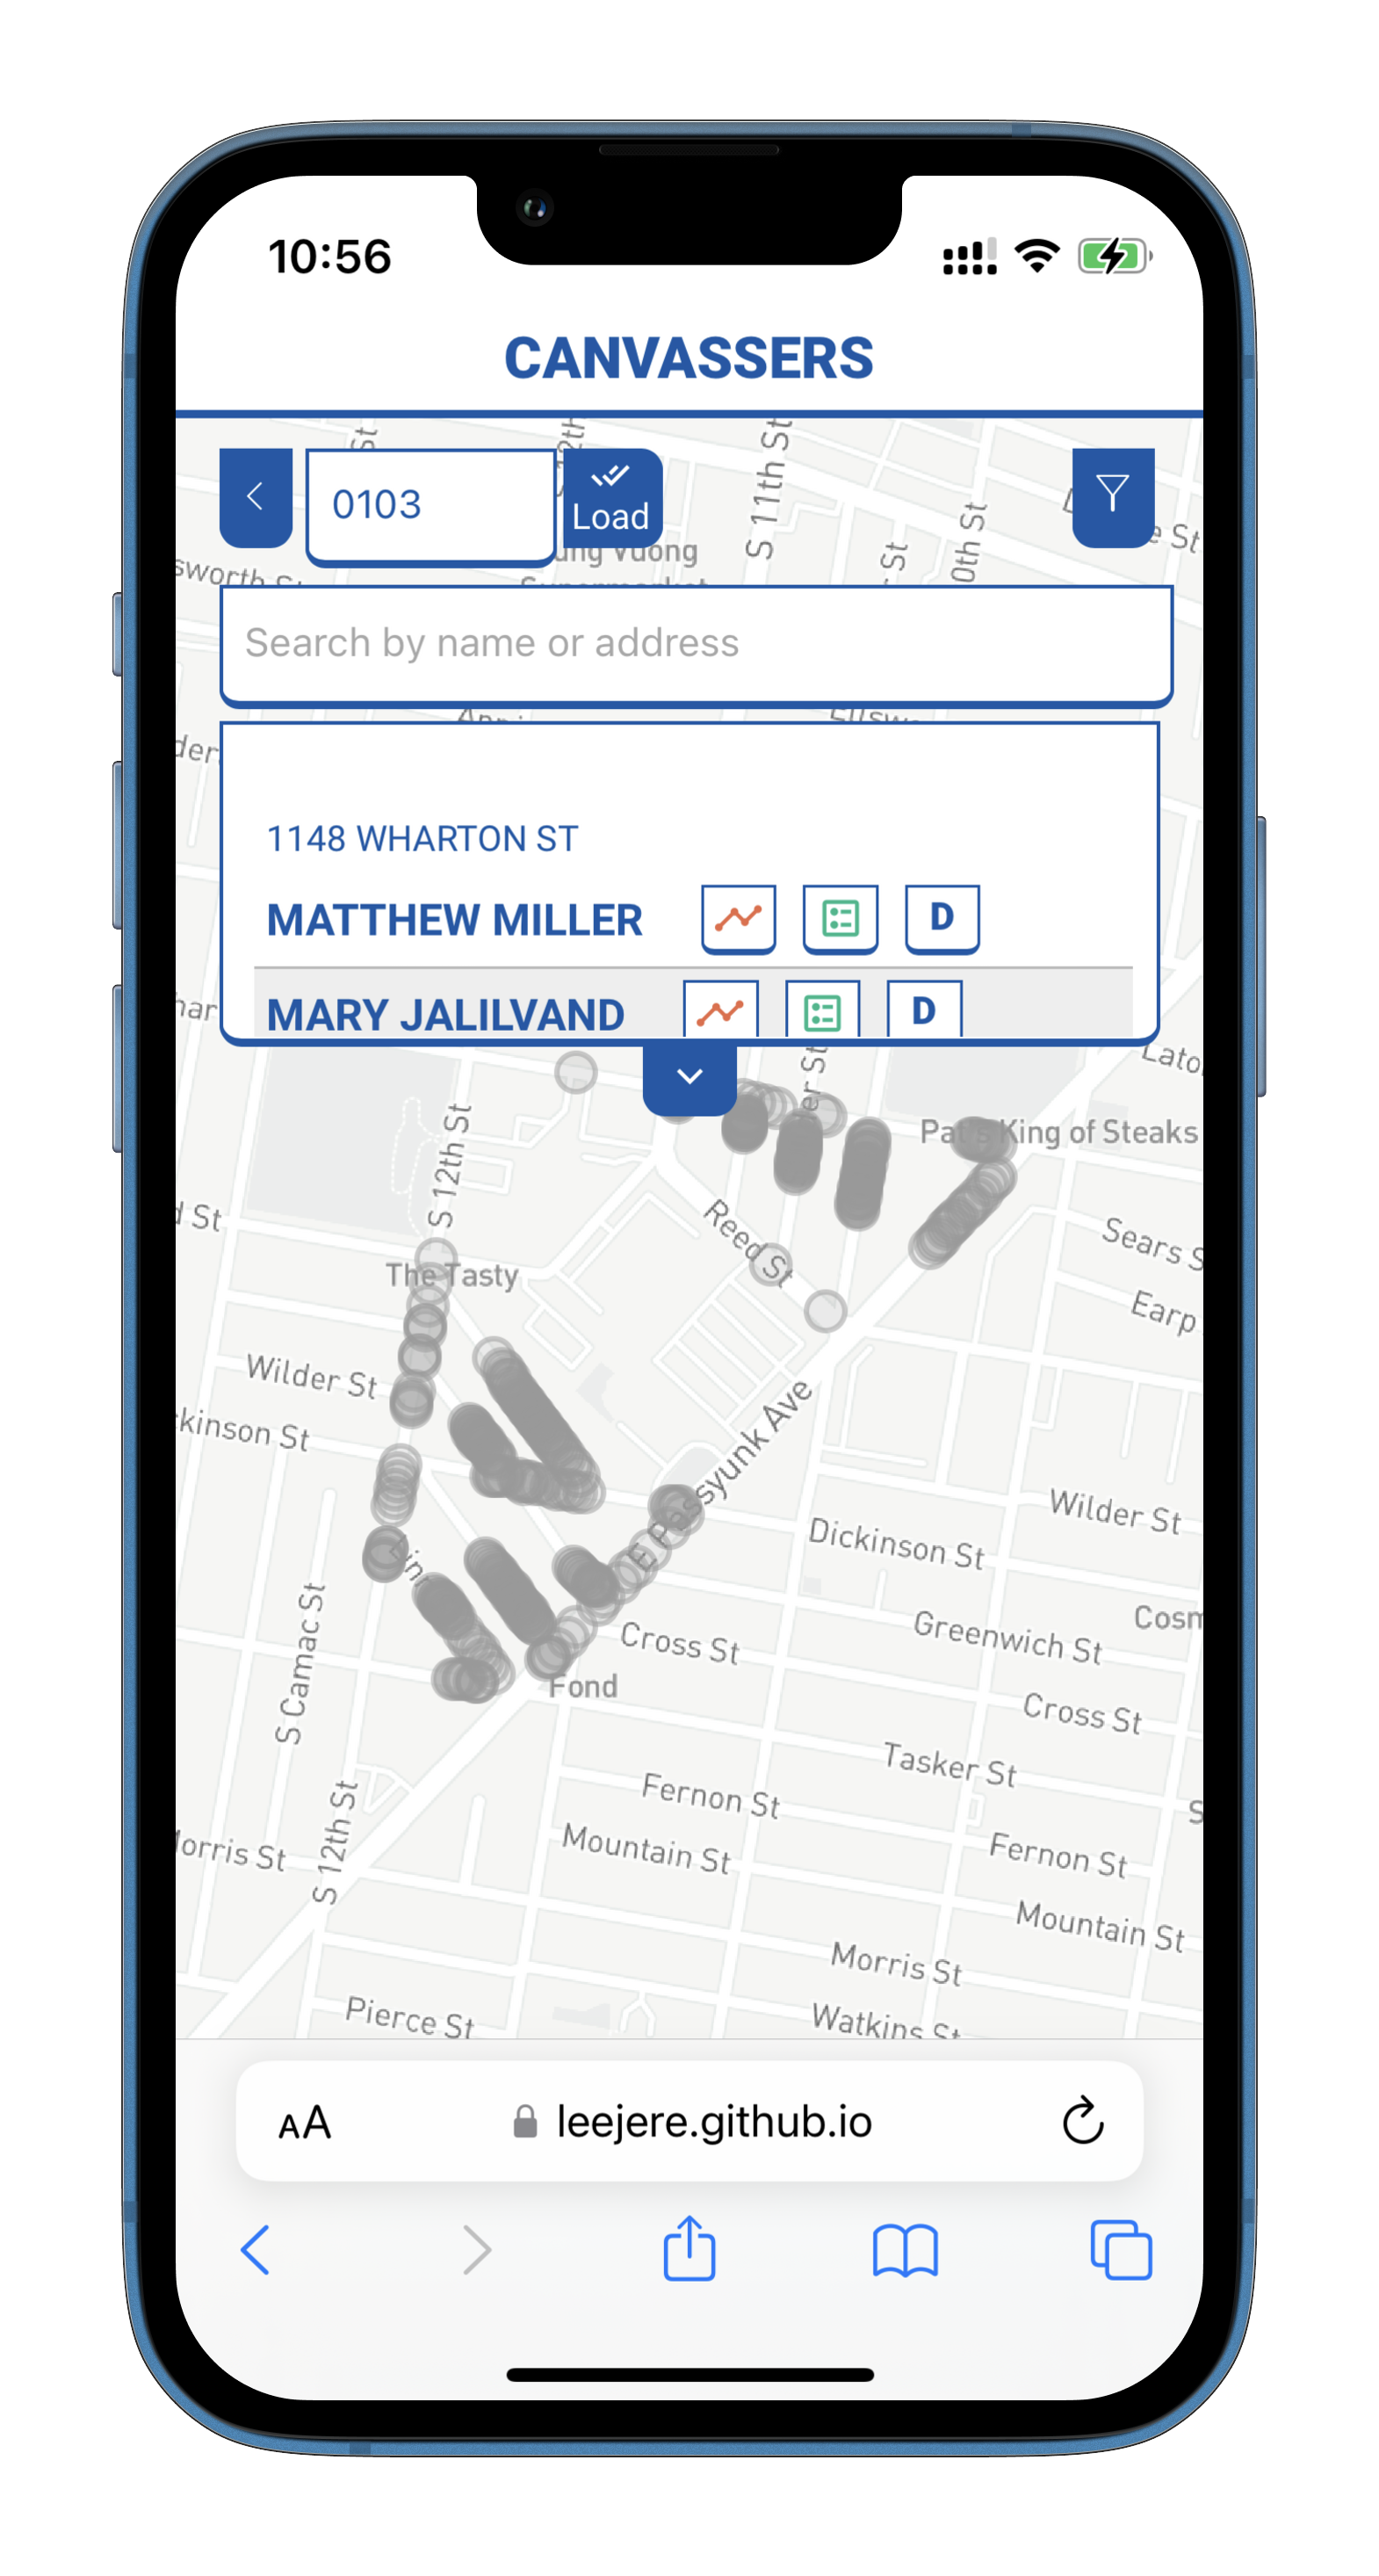 10:56
CANVASSERS
S 11th St
0103
Load
Search by name or address
1148 WHARTON ST
MATTHEW MILLER D
MARY JALILVAND D
Pat's King of Steaks
S 12th St
Reed St
The Tasty
Sears S
Earp
Wilder St
kinson St
E Passyunk Ave
Wilder St
Dickinson St
Greenwich St
Cosm
S Camac St
Cross St
Fond
Cross St
Tasker St
Fernon St
Mountain St
Fernon St
S 12th St
Morris St
Mountain St
Morris St
Pierce St
Watkins St
AA leejere.github.io